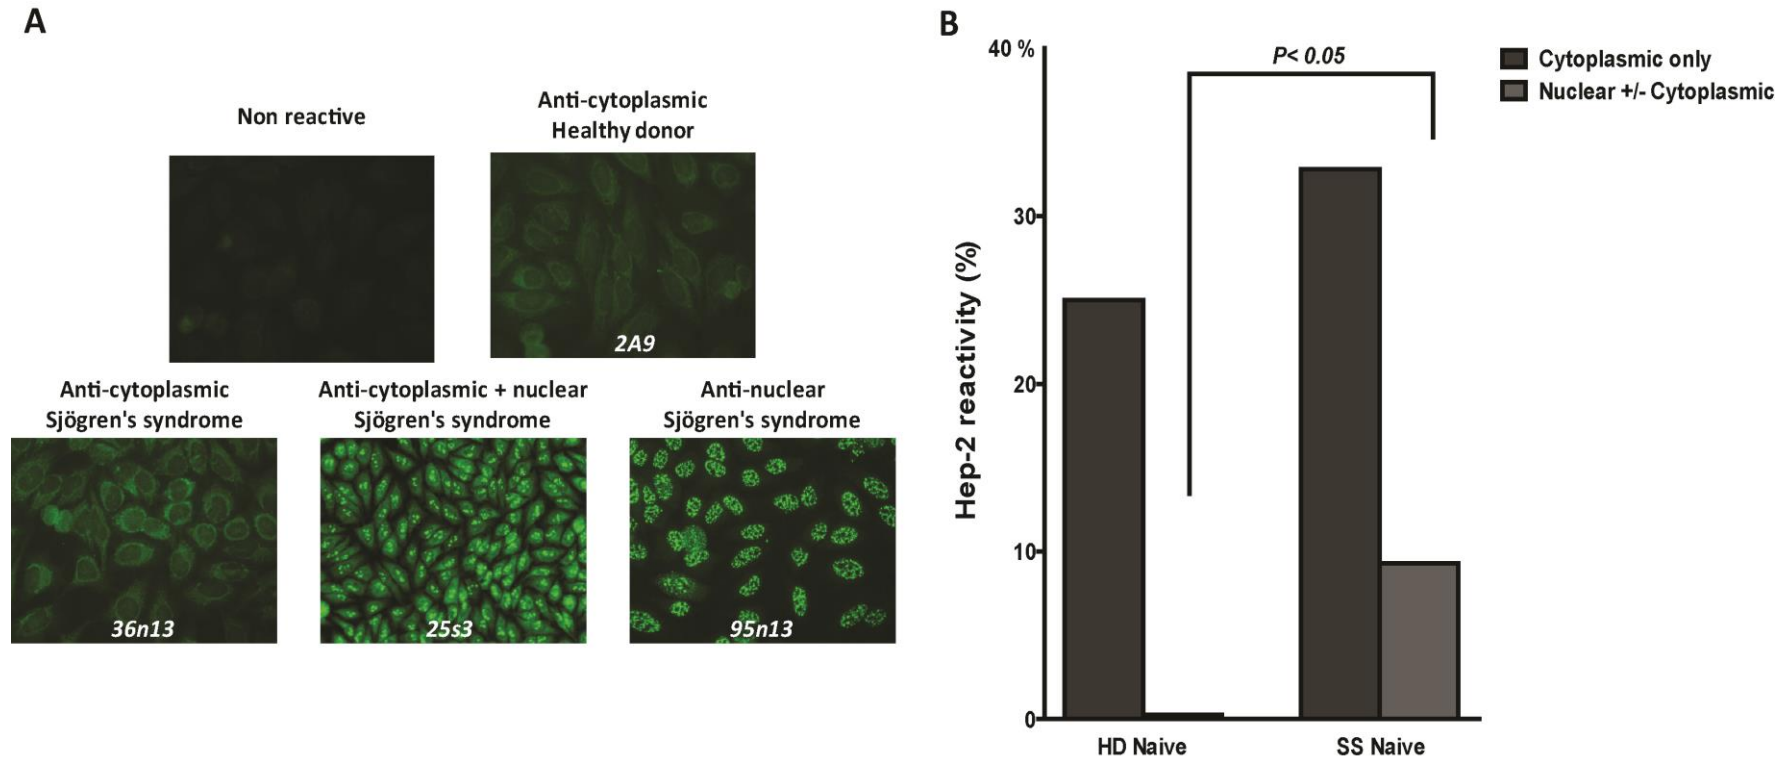 A
Non reactive
Anti-cytoplasmic
Healthy donor
2A9
Anti-cytoplasmic
Sjögren's syndrome
36n13
Anti-cytoplasmic + nuclear
Sjögren's syndrome
25s3
Anti-nuclear
Sjögren's syndrome
95n13
B
40 %
30
20
10
0
Hep-2 reactivity (%)
P< 0.05
Cytoplasmic only
Nuclear +/- Cytoplasmic
HD Naive
SS Naive